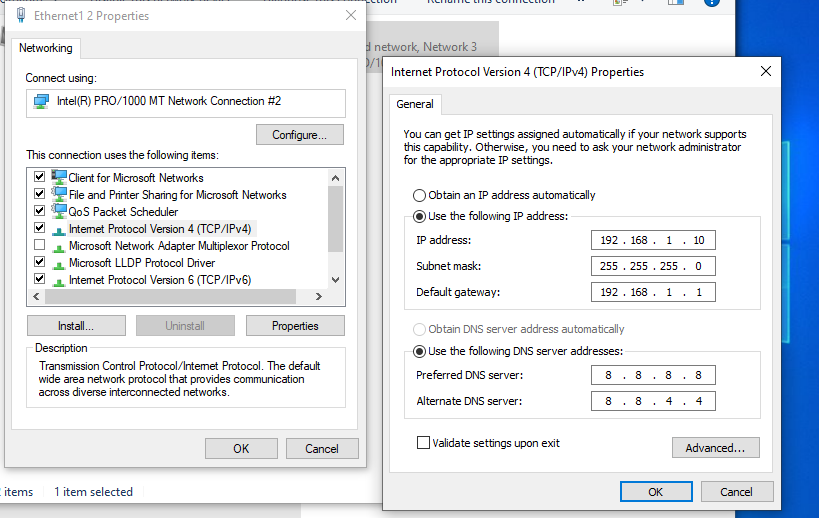 Rename this connection
Ethernet1 2 Properties
Networking
Connect using:
Intel(R) PRO/1000 MT Network Connection #2
Configure...
This connection uses the following items:
Client for Microsoft Networks
File and Printer Sharing for Microsoft Networks
QoS Packet Scheduler
Internet Protocol Version 4 (TCP/IPv4)
Microsoft Network Adapter Multiplexor Protocol
Microsoft LLDP Protocol Driver
Internet Protocol Version 6 (TCP/IPv6)
Install...
Uninstall
Properties
Description
Transmission Control Protocol/Internet Protocol. The default
wide area network protocol that provides communication
across diverse interconnected networks.
OK
Cancel
items
1 item selected
network, Network 3
Internet Protocol Version 4 (TCP/IPv4) Properties
General
You can get IP settings assigned automatically if your network supports
this capability. Otherwise, you need to ask your network administrator
for the appropriate IP settings.
Obtain an IP address automatically
Use the following IP address:
IP address: 192 . 168 . 1 . 10
Subnet mask: 255 . 255 . 255 . 0
Default gateway: 192 . 168 . 1 . 1
Obtain DNS server address automatically
Use the following DNS server addresses:
Preferred DNS server: 8 . 8 . 8 . 8
Alternate DNS server: 8 . 8 . 4 . 4
Validate settings upon exit
Advanced...
OK
Cancel